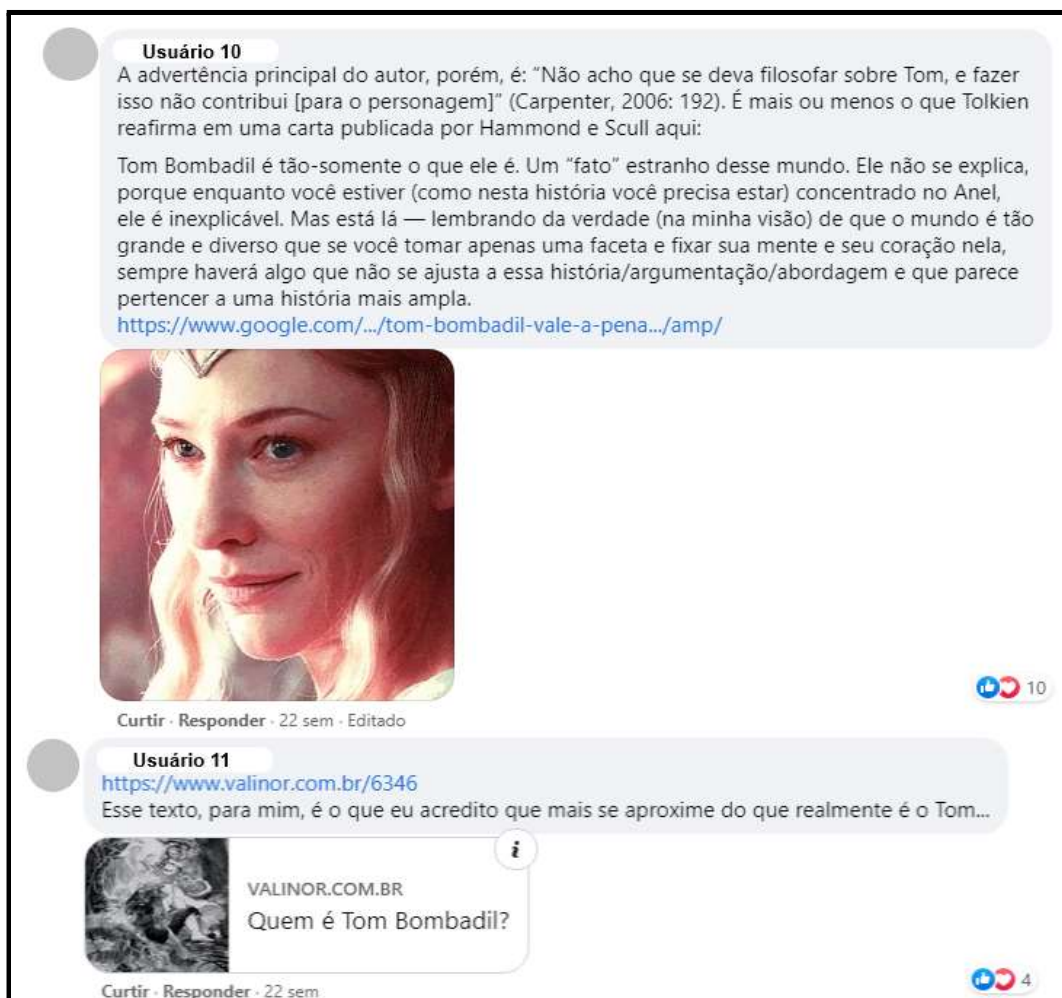 Usuário 10
A advertência principal do autor, porém, é: “Não acho que se deva filosofar sobre Tom, e fazer
isso não contribui [para o personagem]” (Carpenter, 2006: 192). É mais ou menos o que Tolkien
reafirma em uma carta publicada por Hammond e Scull aqui:
Tom Bombadil é tão-somente o que ele é. Um “fato” estranho desse mundo. Ele não se explica,
porque enquanto você estiver (como nesta história você precisa estar) concentrado no Anel,
ele é inexplicável. Mas está lá — lembrando da verdade (na minha visão) de que o mundo é tão
grande e diverso que se você tomar apenas uma faceta e fixar sua mente e seu coração nela,
sempre haverá algo que não se ajusta a essa história/argumentação/abordagem e que parece
pertencer a uma história mais ampla.
https://www.google.com/.../tom-bombadil-vale-a-pena.../amp/
10
Curtir · Responder · 22 sem · Editado
Usuário 11
https://www.valinor.com.br/6346
Esse texto, para mim, é o que eu acredito que mais se aproxime do que realmente é o Tom...
i
VALINOR.COM.BR
Quem é Tom Bombadil?
4
Curtir · Responder · 22 sem